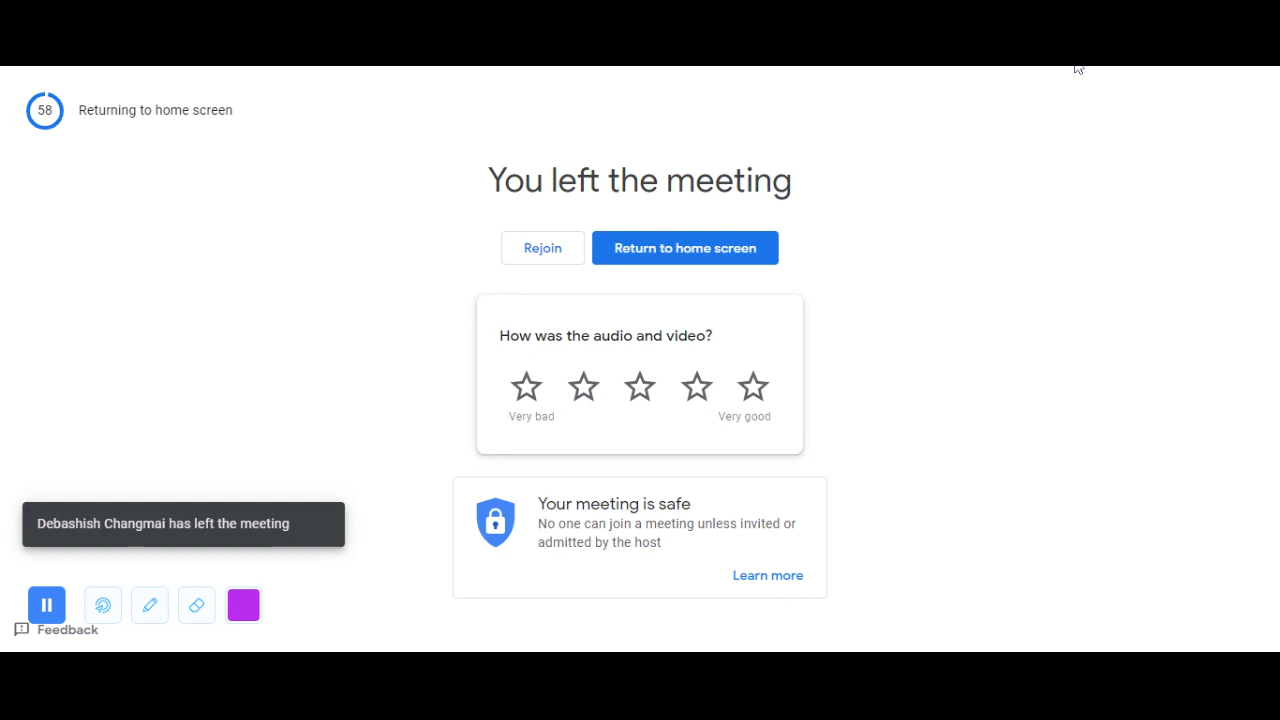 58
Returning to home screen
You left the meeting
Rejoin
Return to home screen
How was the audio and video?
Very bad
Very good
Your meeting is safe
No one can join a meeting unless invited or
admitted by the host
Learn more
Debashish Changmai has left the meeting
Feedback